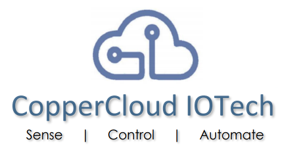 CopperCloud IOTech
Sense | Control | Automate